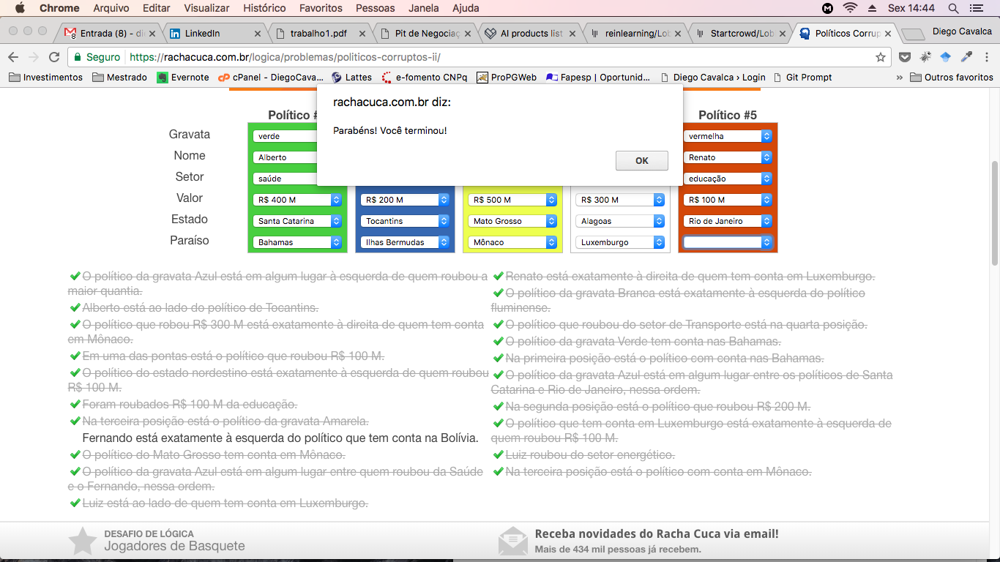 Chrome Arquivo Editar Visualizar Histórico Favoritos Pessoas Janela Ajuda Sex 14:44
Entrada (8) - di LinkedIn trabalho1.pdf Pit de Negociaç AI products list reinlearning/Lob Startcrowd/Lob Políticos Corrup Diego Cavalca
Seguro https://rachacuca.com.br/logica/problemas/politicos-corruptos-ii/
Investimentos Mestrado Evernote cPanel - DiegoCava... Lattes e-fomento CNPq ProPGWeb Fapesp | Oportunid... Diego Cavalca › Login Git Prompt » Outros favoritos
rachacuca.com.br diz:
Parabéns! Você terminou!
OK
Político # Político #5
Gravata verde vermelha
Nome Alberto Renato
Setor saúde educação
Valor R$ 400 M R$ 200 M R$ 500 M R$ 300 M R$ 100 M
Estado Santa Catarina Tocantins Mato Grosso Alagoas Rio de Janeiro
Paraíso Bahamas Ilhas Bermudas Mônaco Luxemburgo
O político da gravata Azul está em algum lugar à esquerda de quem roubou a
maior quantia.
Alberto está ao lado do político de Tocantins.
O político que robou R$ 300 M está exatamente à direita de quem tem conta
em Mônaco.
Em uma das pontas está o político que roubou R$ 100 M.
O político do estado nordestino está exatamente à esquerda de quem roubou
R$ 100 M.
Foram roubados R$ 100 M da educação.
Na terceira posição está o político da gravata Amarela.
Fernando está exatamente à esquerda do político que tem conta na Bolívia.
O político do Mato Grosso tem conta em Mônaco.
O político da gravata Azul está em algum lugar entre quem roubou da Saúde
e o Fernando, nessa ordem.
Luiz está ao lado de quem tem conta em Luxemburgo.
Renato está exatamente à direita de quem tem conta em Luxemburgo.
O político da gravata Branca está exatamente à esquerda do político
fluminense.
O político que roubou do setor de Transporte está na quarta posição.
O político da gravata Verde tem conta nas Bahamas.
Na primeira posição está o político com conta nas Bahamas.
O político da gravata Azul está em algum lugar entre os políticos de Santa
Catarina e Rio de Janeiro, nessa ordem.
Na segunda posição está o político que roubou R$ 200 M.
O político que tem conta em Luxemburgo está exatamente à esquerda de
quem roubou R$ 100 M.
Luiz roubou do setor energético.
Na terceira posição está o político com conta em Mônaco.
DESAFIO DE LÓGICA
Jogadores de Basquete
Receba novidades do Racha Cuca via email!
Mais de 434 mil pessoas já recebem.